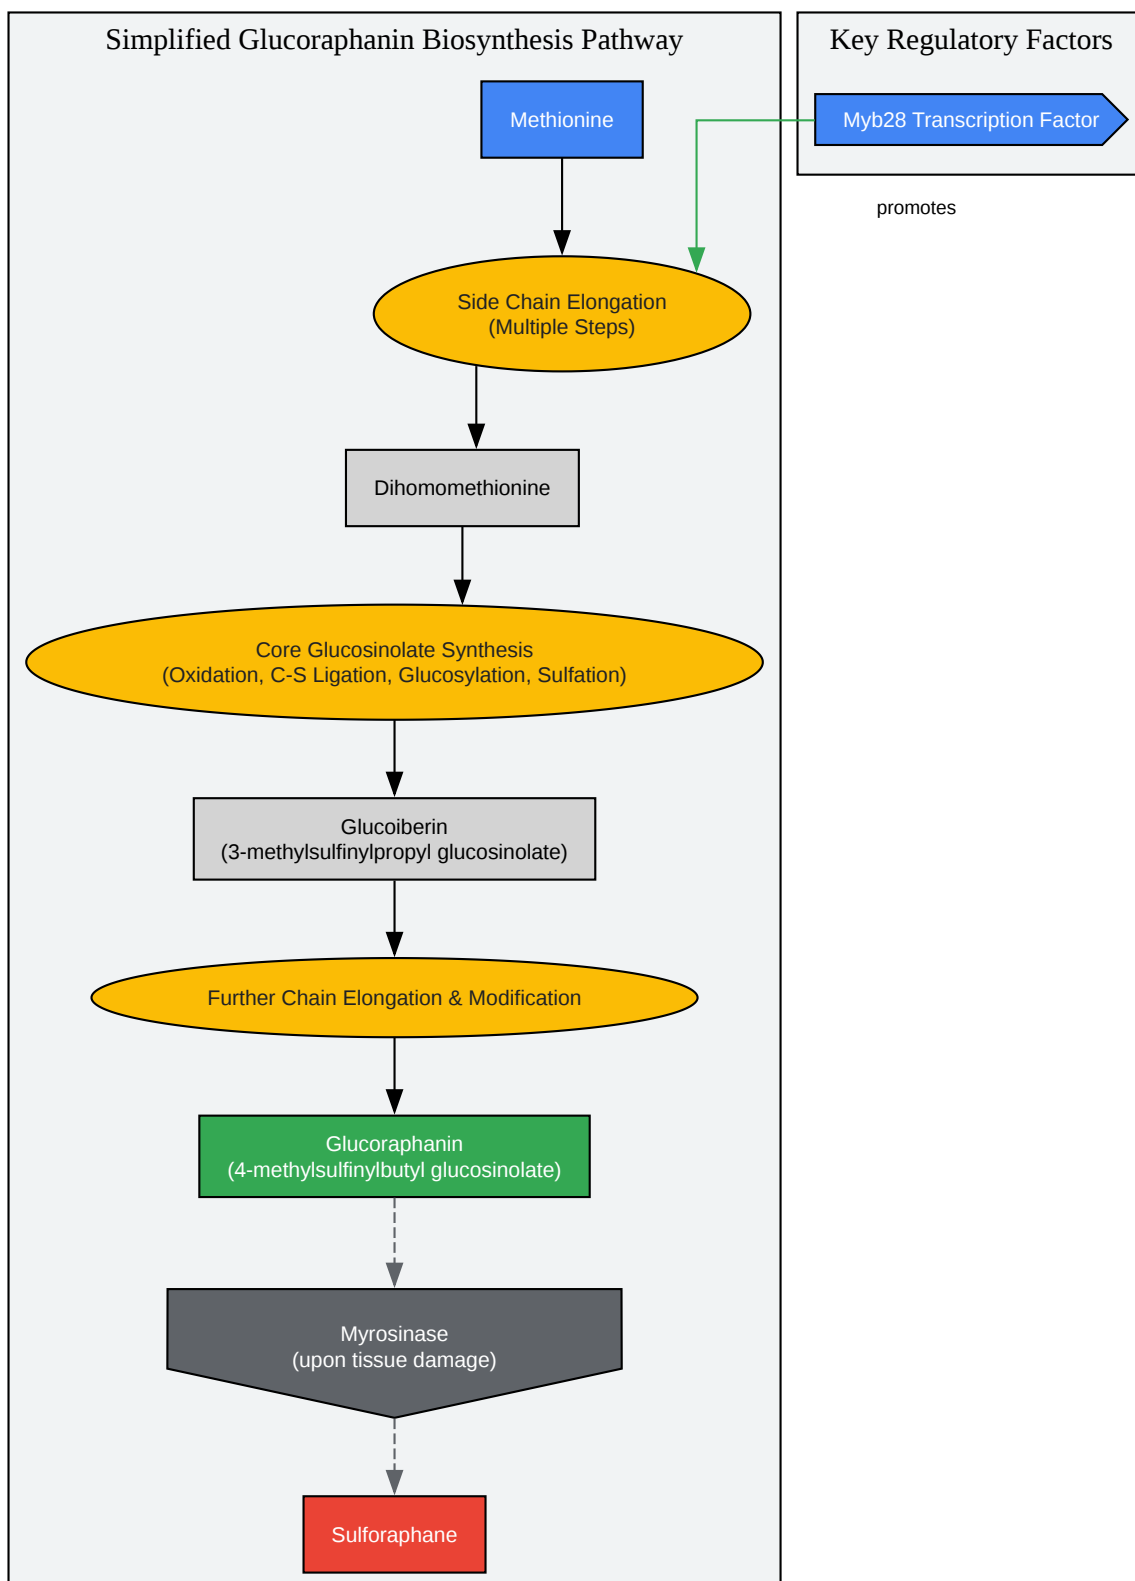 Simplified Glucoraphanin Biosynthesis Pathway
Key Regulatory Factors
Methionine
Myb28 Transcription Factor
promotes
Side Chain Elongation
(Multiple Steps)
Dihomomethionine
Core Glucosinolate Synthesis
(Oxidation, C-S Ligation, Glucosylation, Sulfation)
Glucoiberin
(3-methylsulfinylpropyl glucosinolate)
Further Chain Elongation & Modification
Glucoraphanin
(4-methylsulfinylbutyl glucosinolate)
Myrosinase
(upon tissue damage)
Sulforaphane